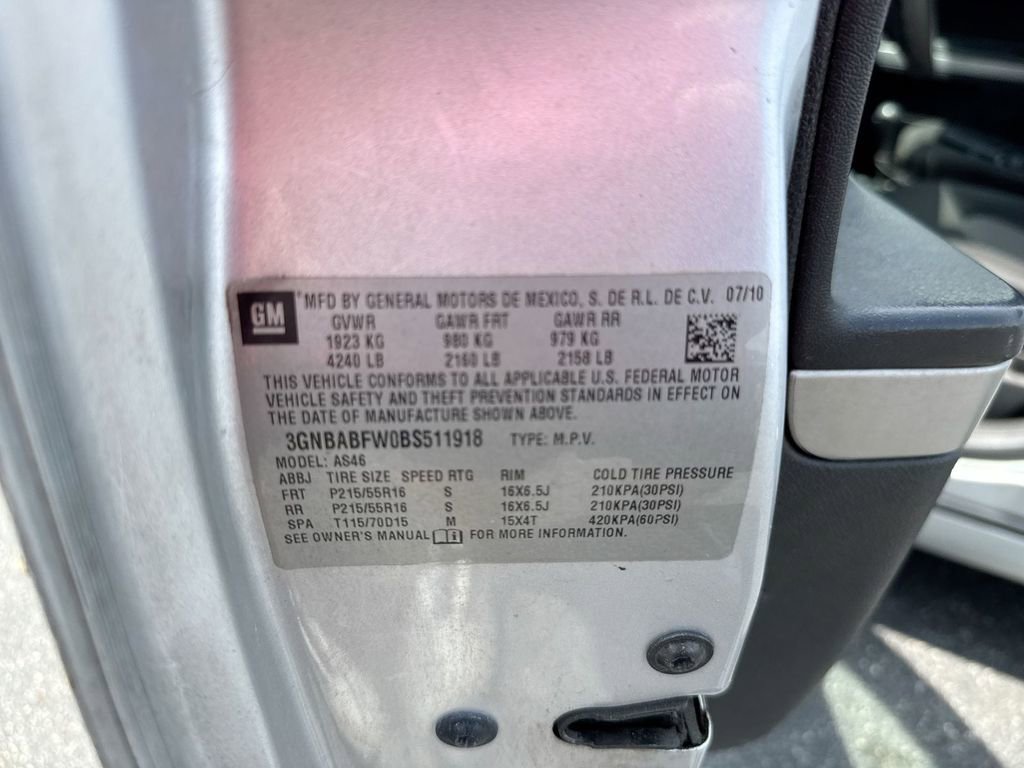 GM MFD BY GENERAL MOTORS DE MEXICO, S. DE R.L. DE C.V. 07/10
GVWR GAWR FRT GAWR RR
1923 KG 980 KG 979 KG
4240 LB 2160 LB 2158 LB
THIS VEHICLE CONFORMS TO ALL APPLICABLE U.S. FEDERAL MOTOR
VEHICLE SAFETY AND THEFT PREVENTION STANDARDS IN EFFECT ON
THE DATE OF MANUFACTURE SHOWN ABOVE.
3GNBABFW0BS511918 TYPE: M.P.V.
MODEL: AS46
ABBJ TIRE SIZE SPEED RTG RIM COLD TIRE PRESSURE
FRT P215/55R16 S 16X6.5J 210KPA(30PSI)
RR P215/55R16 S 16X6.5J 210KPA(30PSI)
SPA T115/70D15 M 15X4T 420KPA(60PSI)
SEE OWNER'S MANUAL FOR MORE INFORMATION.